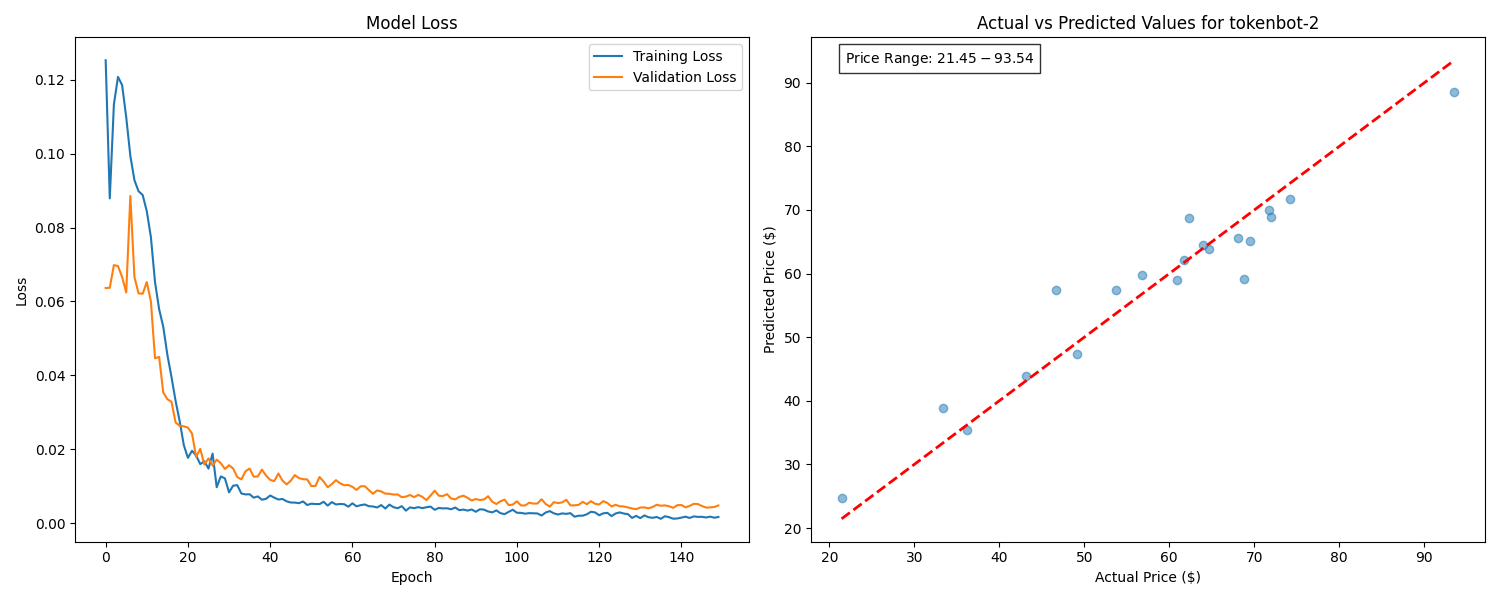 Model Loss
Training Loss
Validation Loss
0.12
0.10
0.08
0.06
0.04
0.02
0.00
Loss
0 20 40 60 80 100 120 140
Epoch
Actual vs Predicted Values for tokenbot-2
Price Range: 21.45 − 93.54
90
80
70
60
50
40
30
20
Predicted Price ($)
20 30 40 50 60 70 80 90
Actual Price ($)